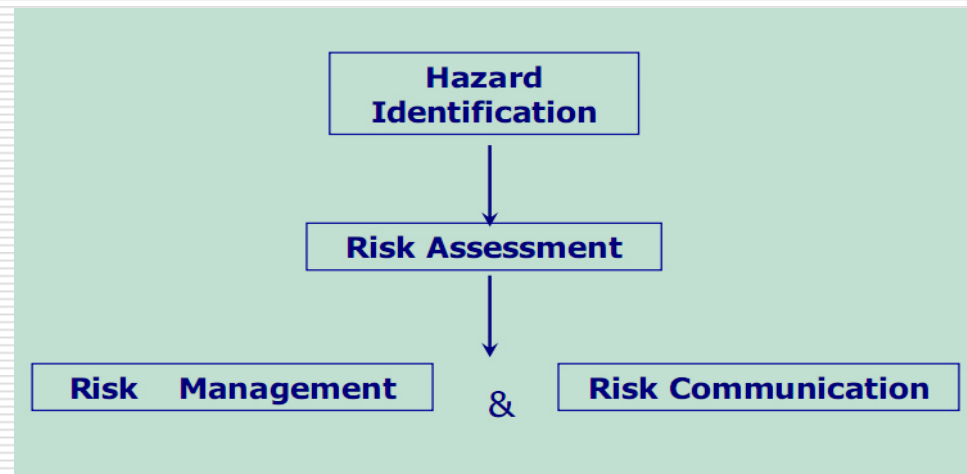 Hazard
Identification
Risk Assessment
Risk Management
&
Risk Communication